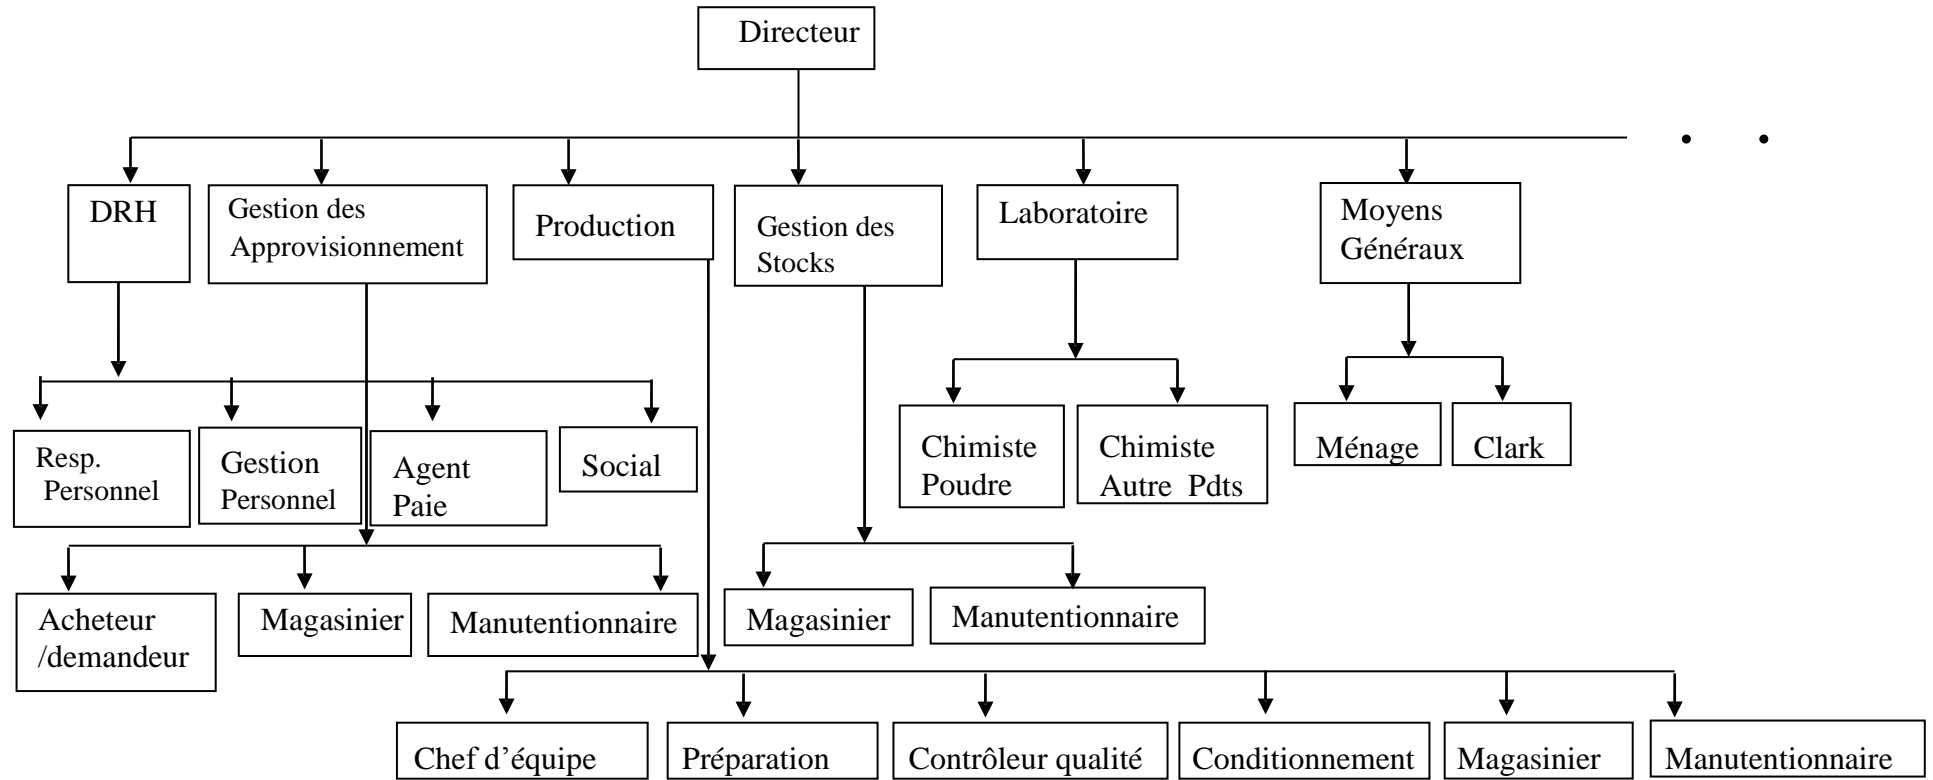 Directeur
DRH
Gestion des
Approvisionnement
Production
Gestion des
Stocks
Laboratoire
Moyens
Généraux
Resp.
Personnel
Gestion
Personnel
Agent
Paie
Social
Chimiste
Poudre
Chimiste
Autre Pdts
Ménage
Clark
Acheteur
/demandeur
Magasinier
Manutentionnaire
Magasinier
Manutentionnaire
Chef d’équipe
Préparation
Contrôleur qualité
Conditionnement
Magasinier
Manutentionnaire